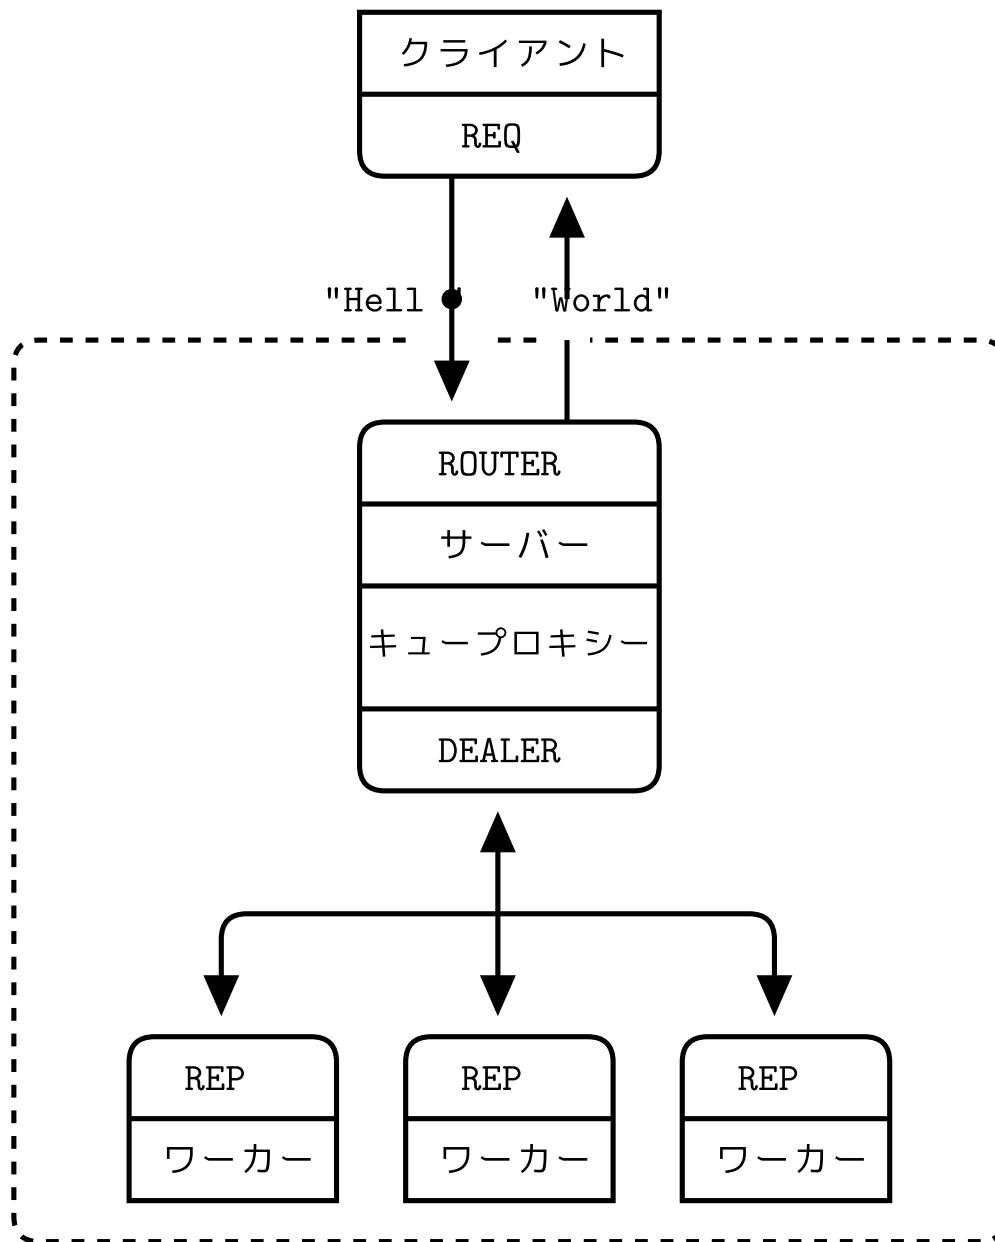 クライアント
REQ
"Hell " "World"
ROUTER
サーバー
キュープロキシー
DEALER
REP REP REP
ワーカー ワーカー ワーカー